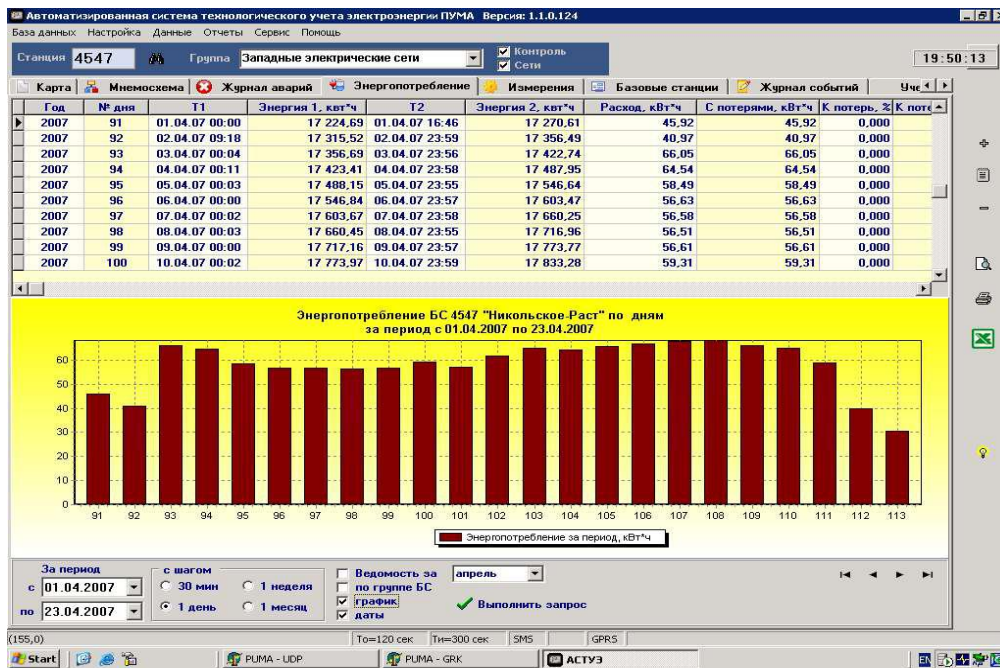 Автоматизированная система технологического учета электроэнергии ПУМА Версия: 1.1.0.124
База данных Настройка Данные Отчеты Сервис Помощь
Станция 4547 Группа Западные электрические сети Контроль
Сети
19:50:13
Карта Мнемосхема Журнал аварий Энергопотребление Измерения Базовые станции Журнал событий Уче
Год № дня T1 Энергия 1, квт*ч T2 Энергия 2, квт*ч Расход, кВт*ч С потерями, кВт*ч К потерь, % К поте
2007 91 01.04.07 00:00 17 224,69 01.04.07 16:46 17 270,61 45,92 45,92 0,000
2007 92 02.04.07 09:18 17 315,52 02.04.07 23:59 17 356,49 40,97 40,97 0,000
2007 93 03.04.07 00:04 17 356,69 03.04.07 23:56 17 422,74 66,05 66,05 0,000
2007 94 04.04.07 00:11 17 423,41 04.04.07 23:58 17 487,95 64,54 64,54 0,000
2007 95 05.04.07 00:03 17 488,15 05.04.07 23:55 17 546,64 58,49 58,49 0,000
2007 96 06.04.07 00:00 17 546,84 06.04.07 23:57 17 603,47 56,63 56,63 0,000
2007 97 07.04.07 00:02 17 603,67 07.04.07 23:58 17 660,25 56,58 56,58 0,000
2007 98 08.04.07 00:03 17 660,45 08.04.07 23:55 17 716,96 56,51 56,51 0,000
2007 99 09.04.07 00:00 17 717,16 09.04.07 23:57 17 773,77 56,61 56,61 0,000
2007 100 10.04.07 00:02 17 773,97 10.04.07 23:59 17 833,28 59,31 59,31 0,000
Энергопотребление БС 4547 "Никольское-Раст" по дням
за период с 01.04.2007 по 23.04.2007
60
50
40
30
20
10
0
91 92 93 94 95 96 97 98 99 100 101 102 103 104 105 106 107 108 109 110 111 112 113
Энергопотребление за период, кВт*ч
За период с шагом
с 01.04.2007 30 мин 1 неделя
по 23.04.2007 1 день 1 месяц
Ведомость за апрель
по группе БС
график
даты
Выполнить запрос
(155,0) То=120 сек Ти=300 сек SMS GPRS
Start PUMA - UDP PUMA - GRK АСТУЭ EN